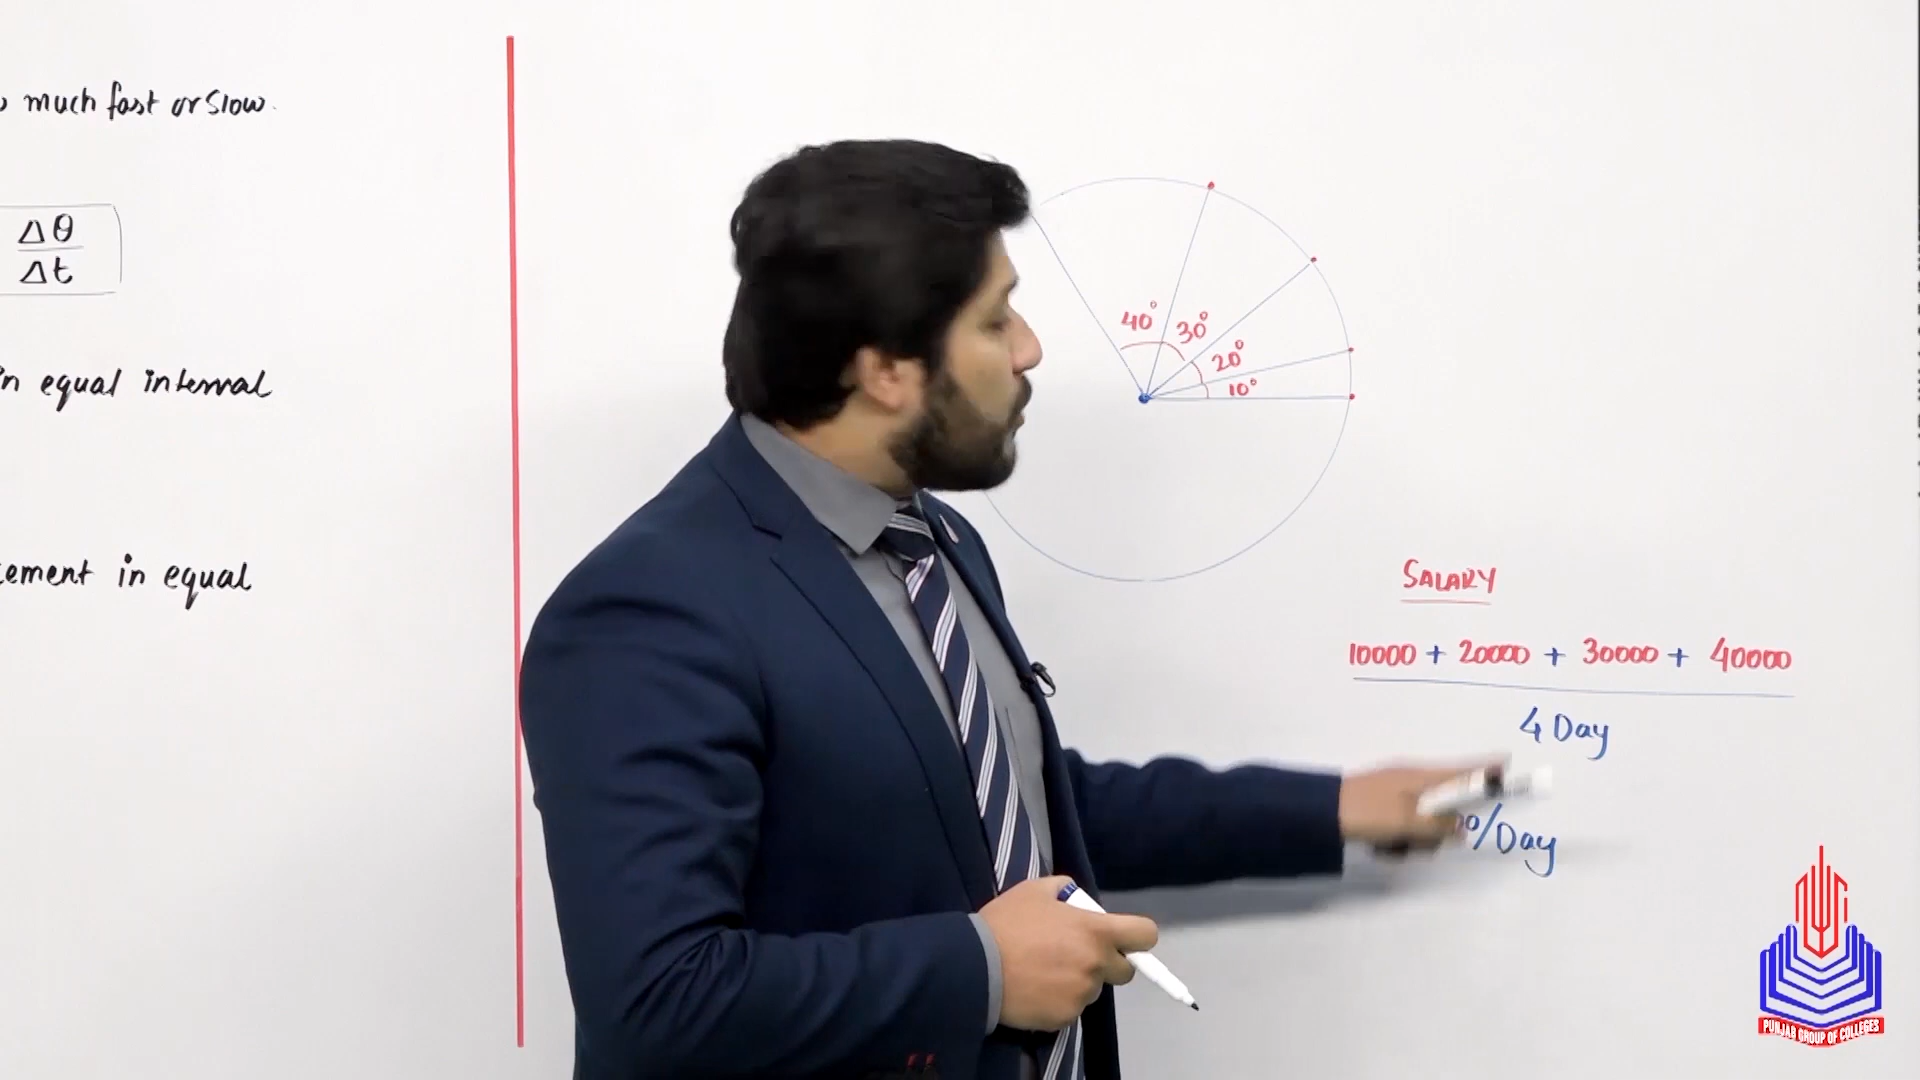 much fast or Slow.
Δθ
Δt
in equal interval
cement in equal
40° 30°
20°
10°
SALARY
10000 + 20000 + 30000 + 40000
4 Day
/Day
PUNJAB GROUP OF COLLEGES